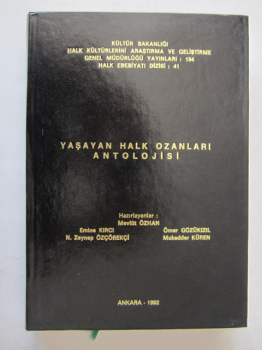 KÜLTÜR BAKANLIĞI
HALK KÜLTÜRLERİNİ ARAŞTIRMA VE GELİŞTİRME
GENEL MÜDÜRLÜĞÜ YAYINLARI : 184
HALK EDEBİYATI DİZİSİ : 41
YAŞAYAN HALK OZANLARI
ANTOLOJİSİ
Hazırlayanlar :
Mevlüt ÖZHAN
Emine KIRCI Ömer GÖZÜKIZIL
N. Zeynep ÖZÇÖREKÇİ Mukadder KÜREN
ANKARA - 1992